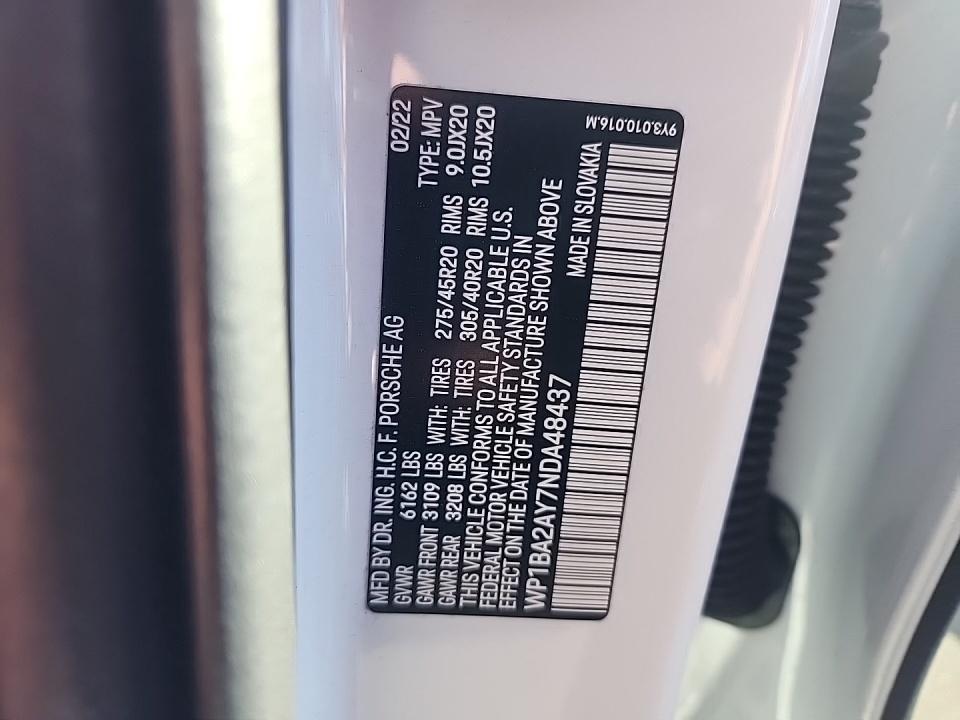 MFD BY DR. ING. H.C. F. PORSCHE AG 02/22
GVWR 6162 LBS TYPE: MPV
GAWR FRONT 3109 LBS WITH: TIRES 275/45R20 RIMS 9.0JX20
GAWR REAR 3208 LBS WITH: TIRES 305/40R20 RIMS 10.5JX20
THIS VEHICLE CONFORMS TO ALL APPLICABLE U.S.
FEDERAL MOTOR VEHICLE SAFETY STANDARDS IN
EFFECT ON THE DATE OF MANUFACTURE SHOWN ABOVE
WP1BA2AY7NDA48437 MADE IN SLOVAKIA
9Y3.010.016.M